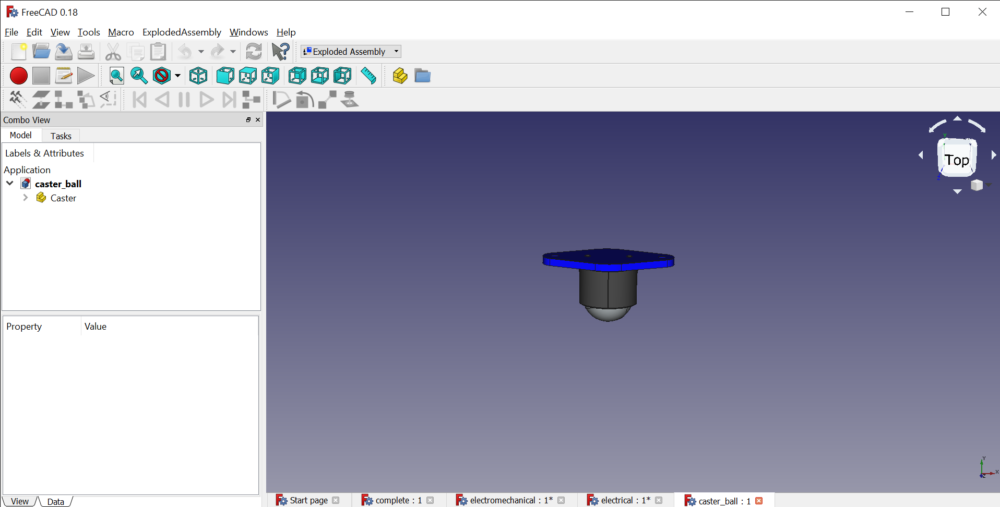 FreeCAD 0.18
File Edit View Tools Macro ExplodedAssembly Windows Help
Exploded Assembly
Combo View
Model Tasks
Labels & Attributes
Application
caster_ball
Caster
Property Value
View Data
Top
Y
Z
Y
X
Z
Start page complete : 1 electromechanical : 1* electrical : 1* caster_ball : 1